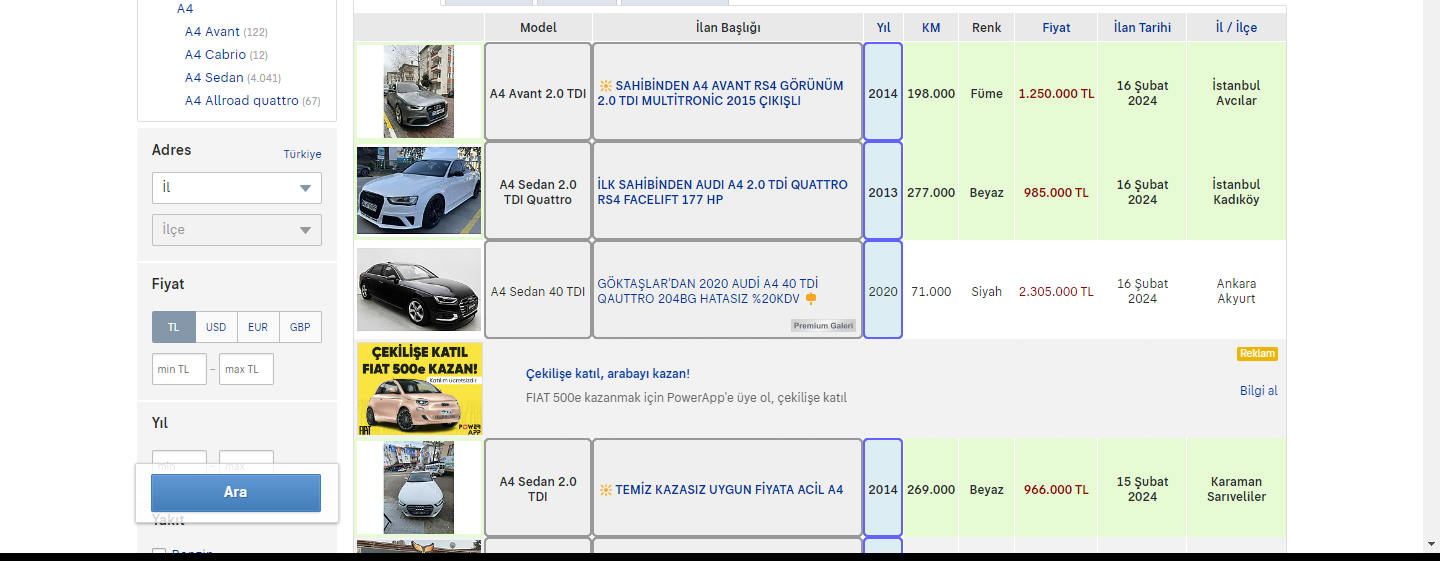 A4
A4 Avant (122)
A4 Cabrio (12)
A4 Sedan (4.041)
A4 Allroad quattro (67)
Adres
Türkiye
İl
İlçe
Fiyat
TL USD EUR GBP
min TL - max TL
Yıl
min - max
Ara
Yakıt
Benzin
Model İlan Başlığı Yıl KM Renk Fiyat İlan Tarihi İl / İlçe
A4 Avant 2.0 TDI
SAHİBİNDEN A4 AVANT RS4 GÖRÜNÜM
2.0 TDI MULTİTRONİC 2015 ÇIKIŞLI
2014
198.000
Füme
1.250.000 TL
16 Şubat
2024
İstanbul
Avcılar
A4 Sedan 2.0
TDI Quattro
İLK SAHİBİNDEN AUDI A4 2.0 TDİ QUATTRO
RS4 FACELIFT 177 HP
2013
277.000
Beyaz
985.000 TL
16 Şubat
2024
İstanbul
Kadıköy
A4 Sedan 40 TDI
GÖKTAŞLAR'DAN 2020 AUDİ A4 40 TDİ
QAUTTRO 204BG HATASIZ %20KDV
Premium Galeri
2020
71.000
Siyah
2.305.000 TL
16 Şubat
2024
Ankara
Akyurt
ÇEKİLİŞE KATIL
FIAT 500e KAZAN!
Katılım ücretsizdir
FIAT
POWER
APP
Çekilişe katıl, arabayı kazan!
FIAT 500e kazanmak için PowerApp'e üye ol, çekilişe katıl
Reklam
Bilgi al
A4 Sedan 2.0
TDI
TEMİZ KAZASIZ UYGUN FİYATA ACİL A4
2014
269.000
Beyaz
966.000 TL
15 Şubat
2024
Karaman
Sarıveliler